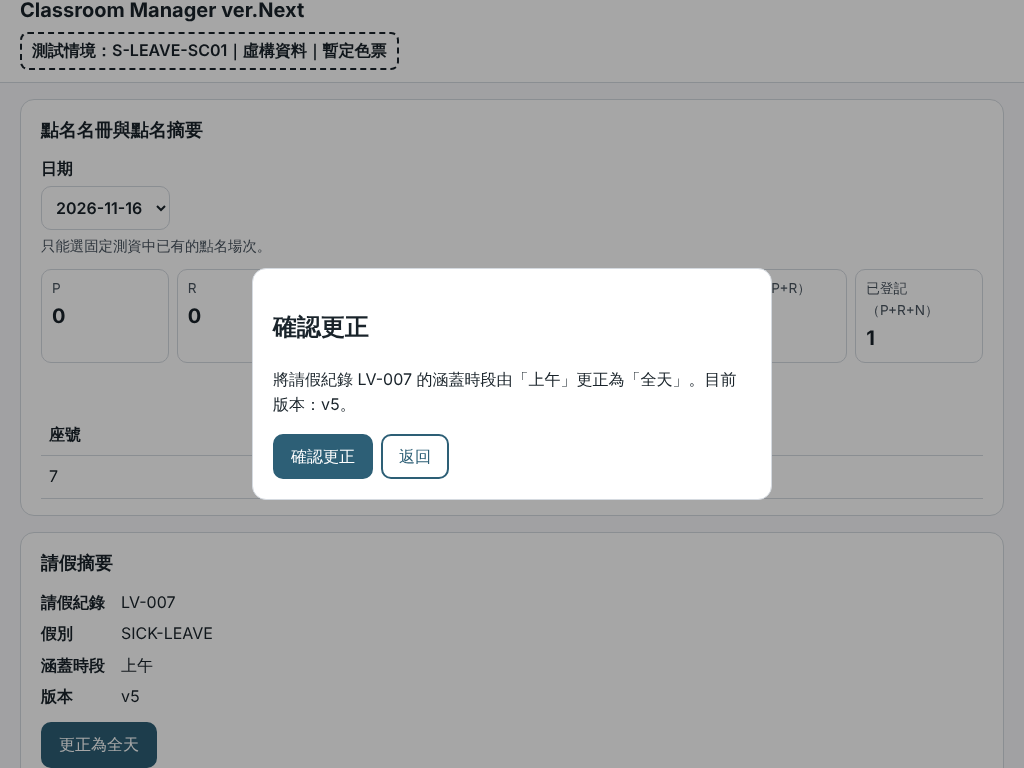 Classroom Manager ver.Next
測試情境：S-LEAVE-SC01｜虛構資料｜暫定色票
點名名冊與點名摘要
日期
2026-11-16
只能選固定測資中已有的點名場次。
P
0
R
0
P+R）
已登記
（P+R+N）
1
座號
7
確認更正
將請假紀錄 LV-007 的涵蓋時段由「上午」更正為「全天」。目前
版本：v5。
確認更正
返回
請假摘要
請假紀錄 LV-007
假別 SICK-LEAVE
涵蓋時段 上午
版本 v5
更正為全天